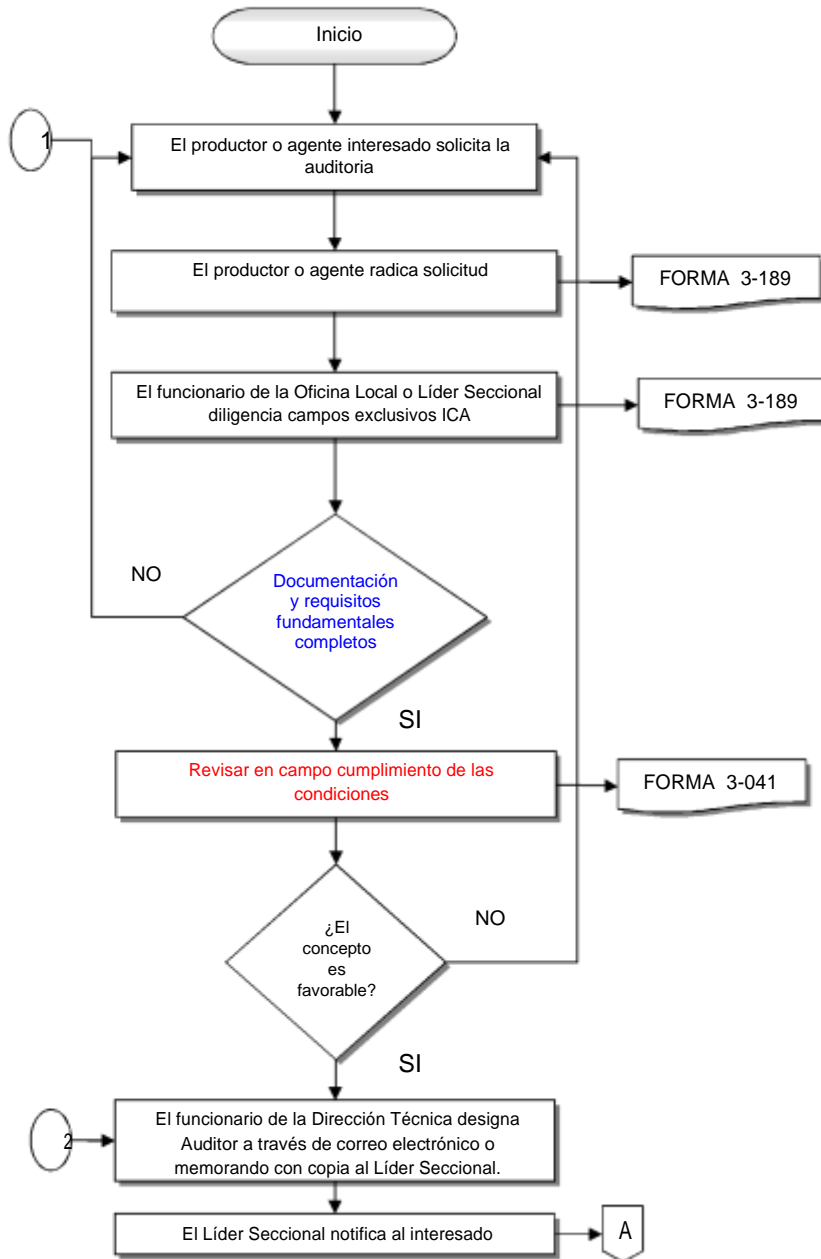 Inicio
1
El productor o agente interesado solicita la
auditoria
El productor o agente radica solicitud
FORMA 3-189
El funcionario de la Oficina Local o Líder Seccional
diligencia campos exclusivos ICA
FORMA 3-189
NO
Documentación
y requisitos
fundamentales
completos
SI
Revisar en campo cumplimiento de las
condiciones
FORMA 3-041
¿El
concepto
es
favorable?
NO
SI
2
El funcionario de la Dirección Técnica designa
Auditor a través de correo electrónico o
memorando con copia al Líder Seccional.
El Líder Seccional notifica al interesado
A